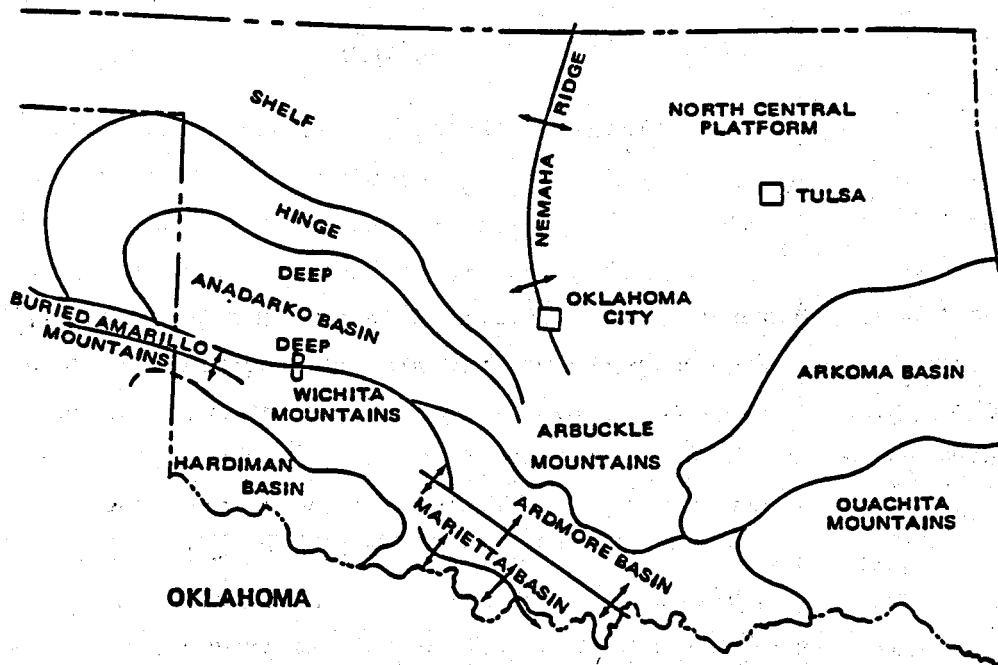 SHELF
NEMAHA RIDGE
NORTH CENTRAL
PLATFORM
TULSA
HINGE
DEEP
ANADARKO BASIN
DEEP
OKLAHOMA
CITY
BURIED AMARILLO
MOUNTAINS
WICHITA
MOUNTAINS
ARKOMA BASIN
ARBUCKLE
MOUNTAINS
HARDIMAN
BASIN
ARDMORE BASIN
MARIETTA BASIN
OUACHITA
MOUNTAINS
OKLAHOMA